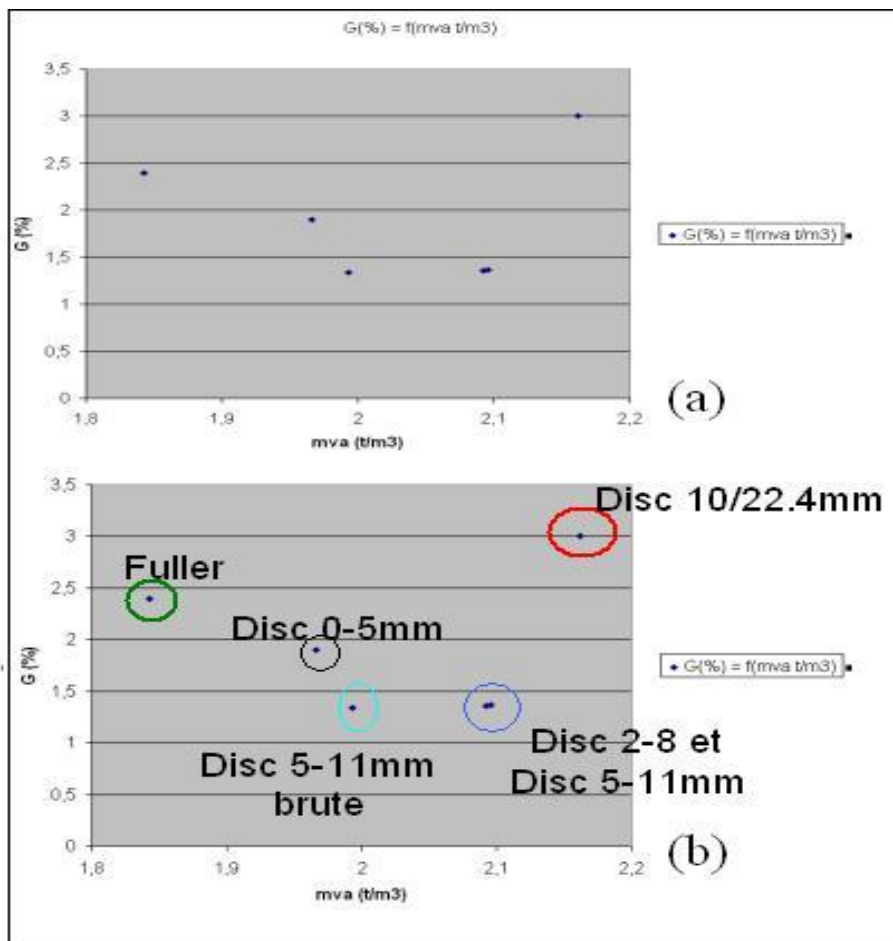 G(%) = f(mva t/m3)
3,5
3
2,5
2
1,5
1
0,5
0
G (%)
1,8
1,9
2
2,1
2,2
mva (t/m3)
G(%) = f(mva t/m3)
(a)
3,5
3
2,5
2
1,5
1
0,5
0
G (%)
Disc 10/22.4mm
Fuller
Disc 0-5mm
Disc 5-11mm
brute
Disc 2-8 et
Disc 5-11mm
G(%) = f(mva t/m3)
1,8
1,9
2
2,1
2,2
mva (t/m3)
(b)